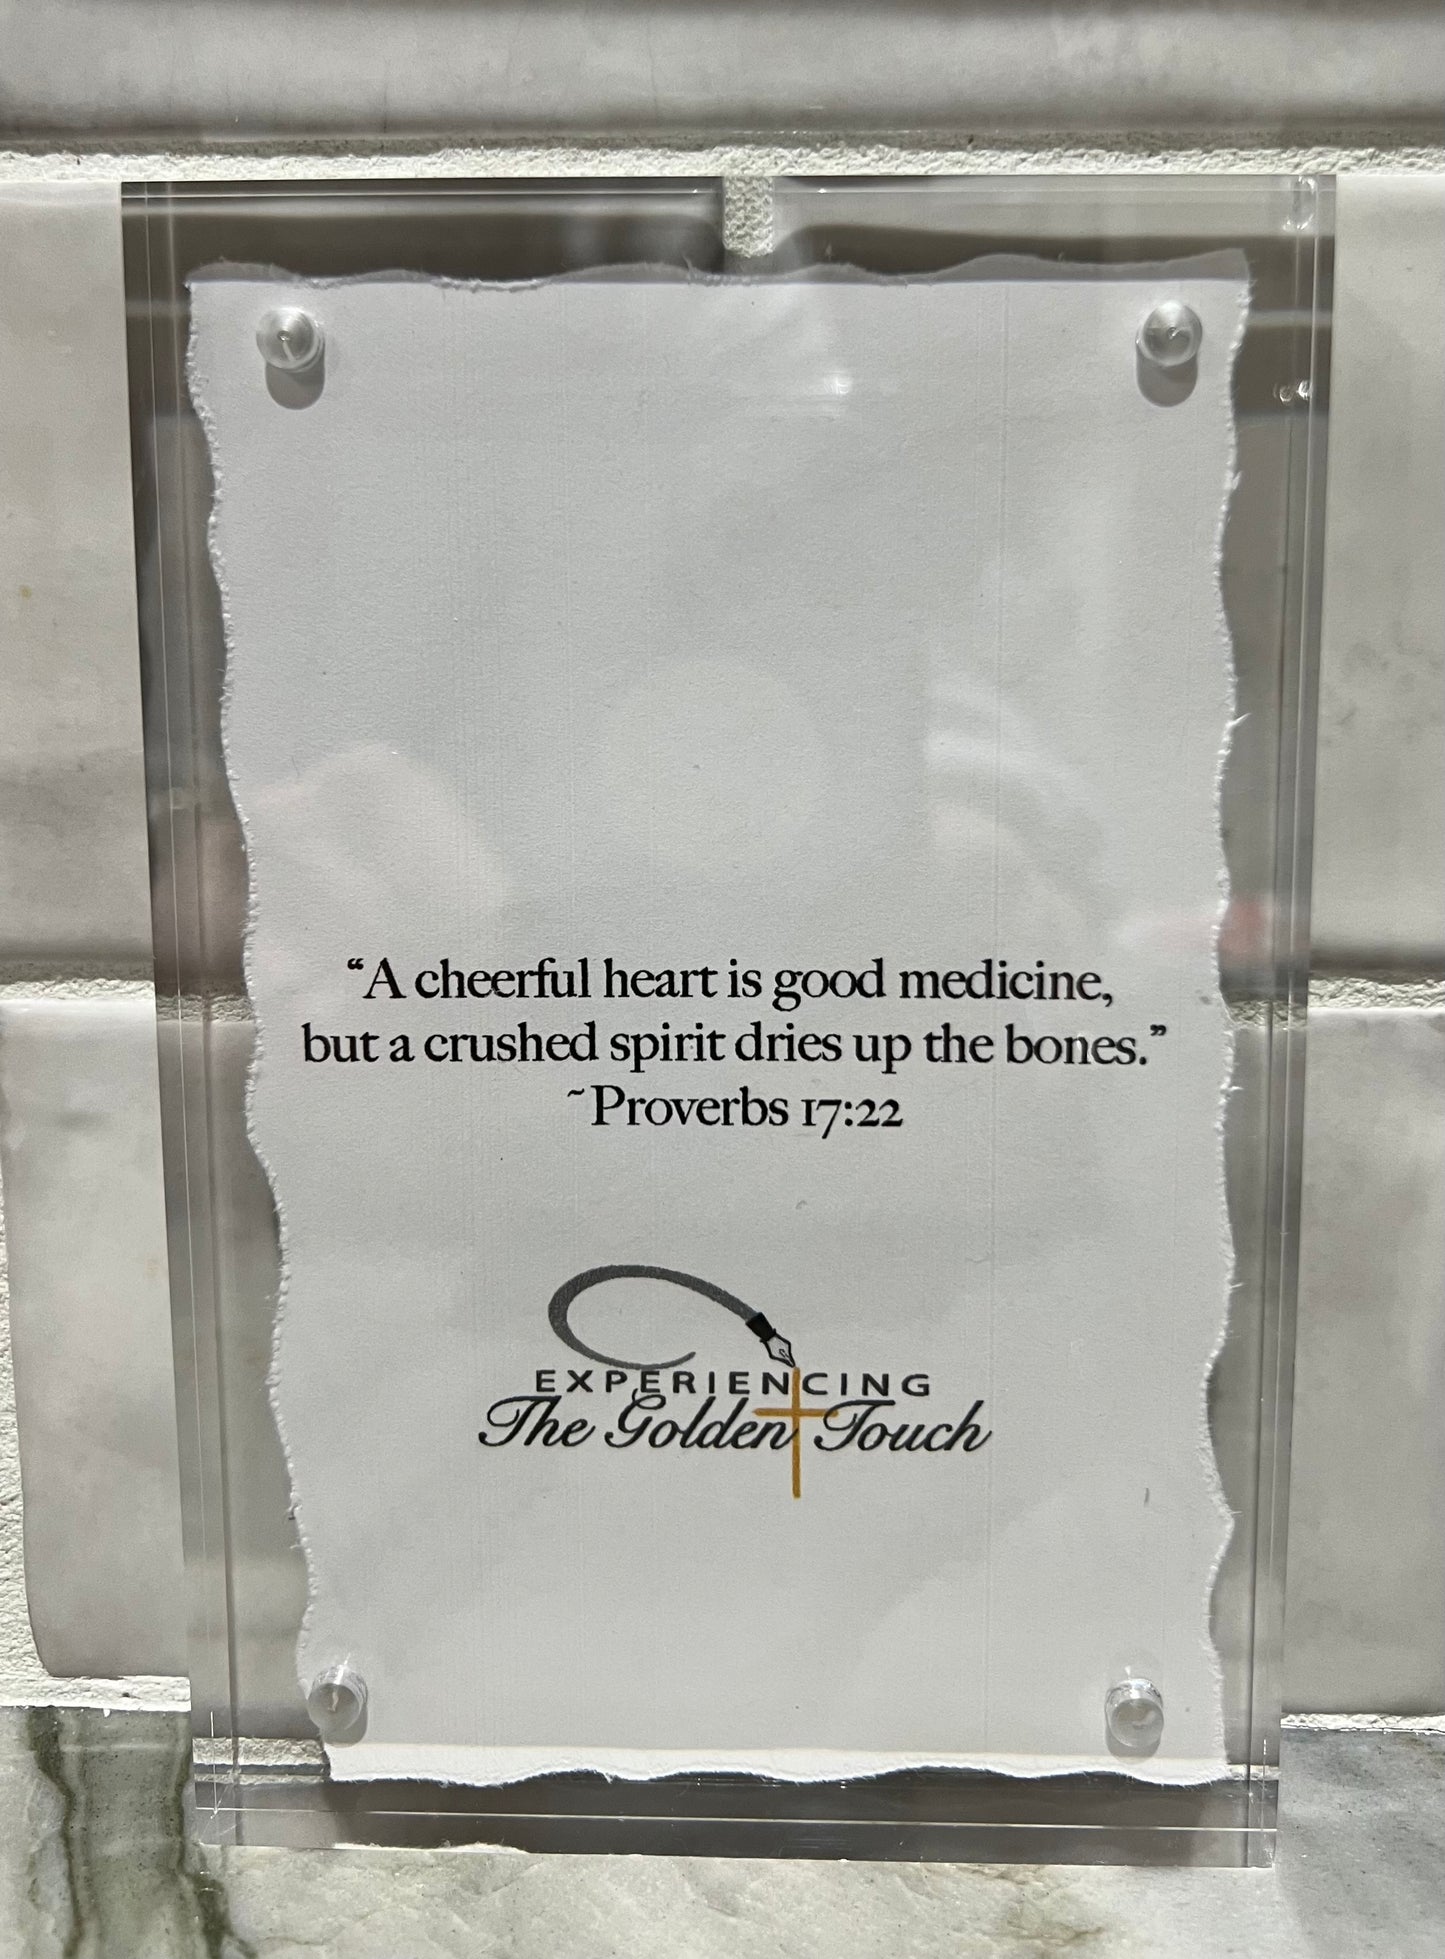 “A cheerful heart is good medicine,
but a crushed spirit dries up the bones.”
~Proverbs 17:22
EXPERIENCING
The Golden Touch